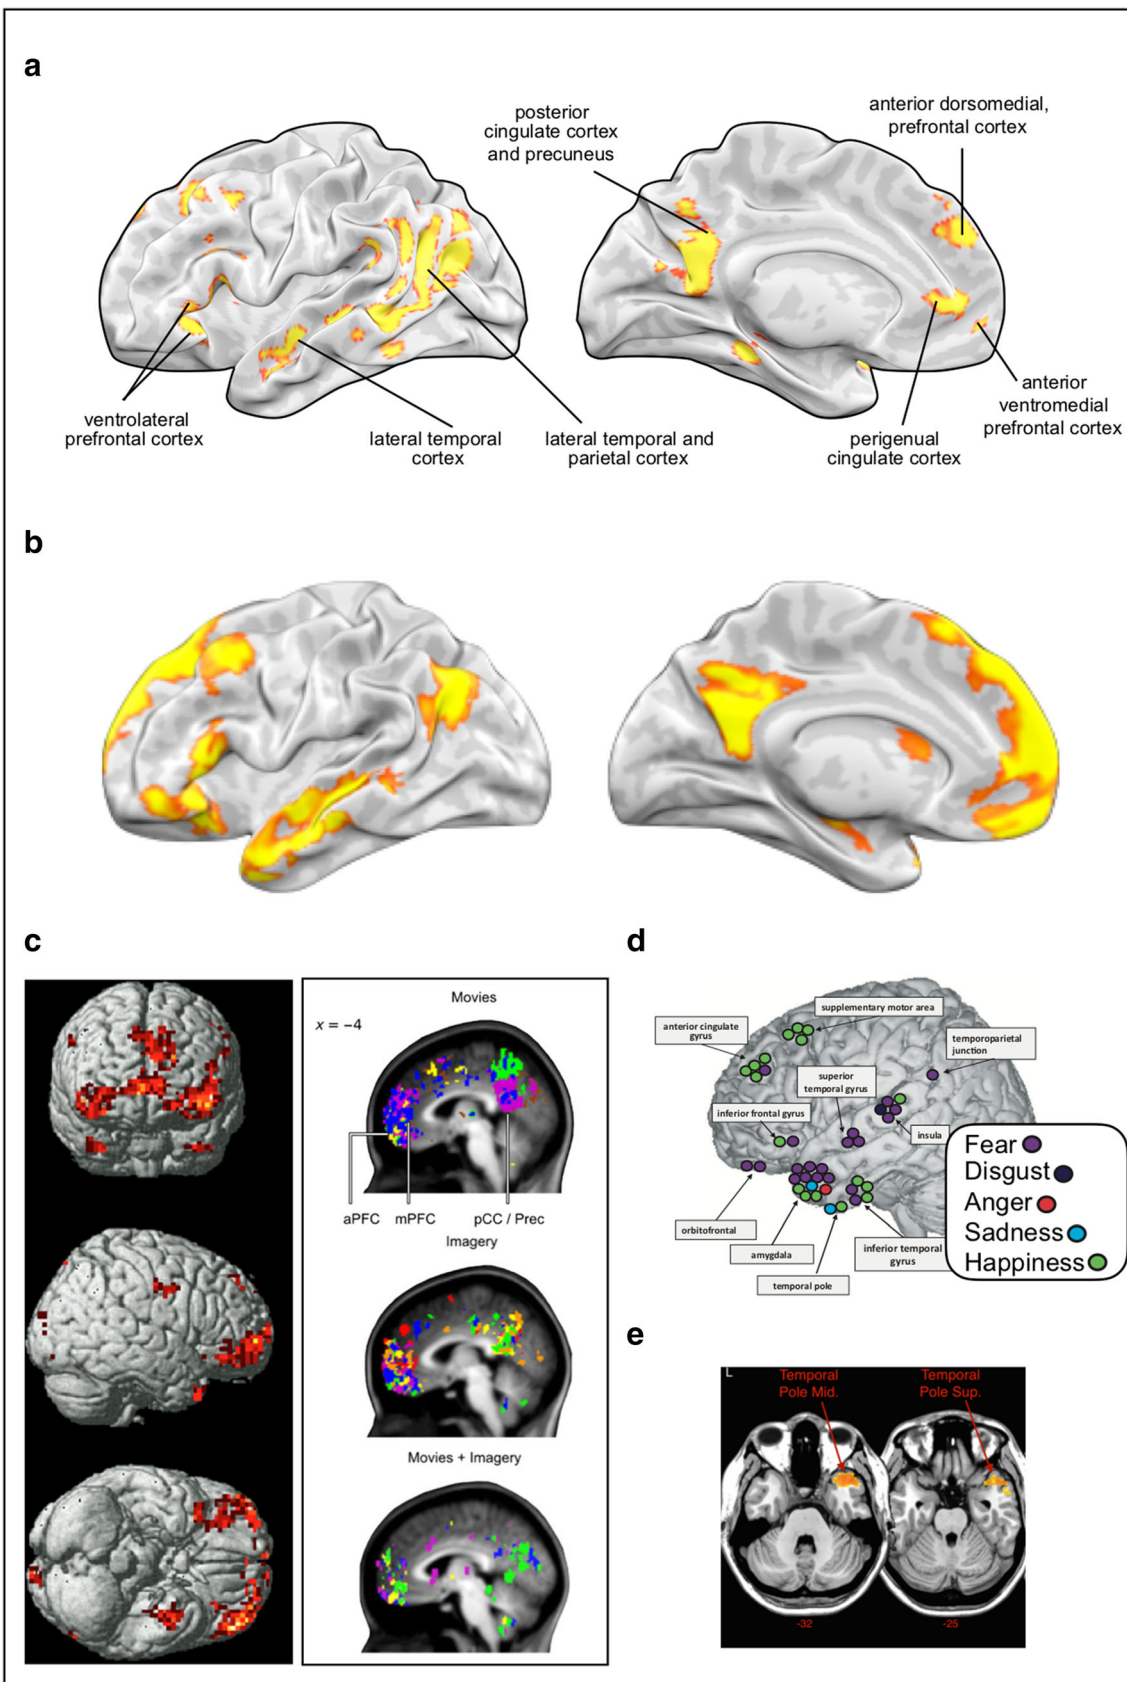 a
posterior
cingulate cortex
and precuneus
anterior dorsomedial,
prefrontal cortex
ventrolateral
prefrontal cortex
lateral temporal
cortex
lateral temporal and
parietal cortex
perigenual
cingulate cortex
anterior
ventromedial
prefrontal cortex
b
c
Movies
x = −4
aPFC
mPFC
pCC / Prec
Imagery
Movies + Imagery
d
supplementary motor area
anterior cingulate
gyrus
temporoparietal
junction
superior
temporal gyrus
inferior frontal gyrus
insula
orbitofrontal
amygdala
temporal pole
inferior temporal
gyrus
Fear
Disgust
Anger
Sadness
Happiness
e
L
Temporal
Pole Mid.
Temporal
Pole Sup.
-32
-25